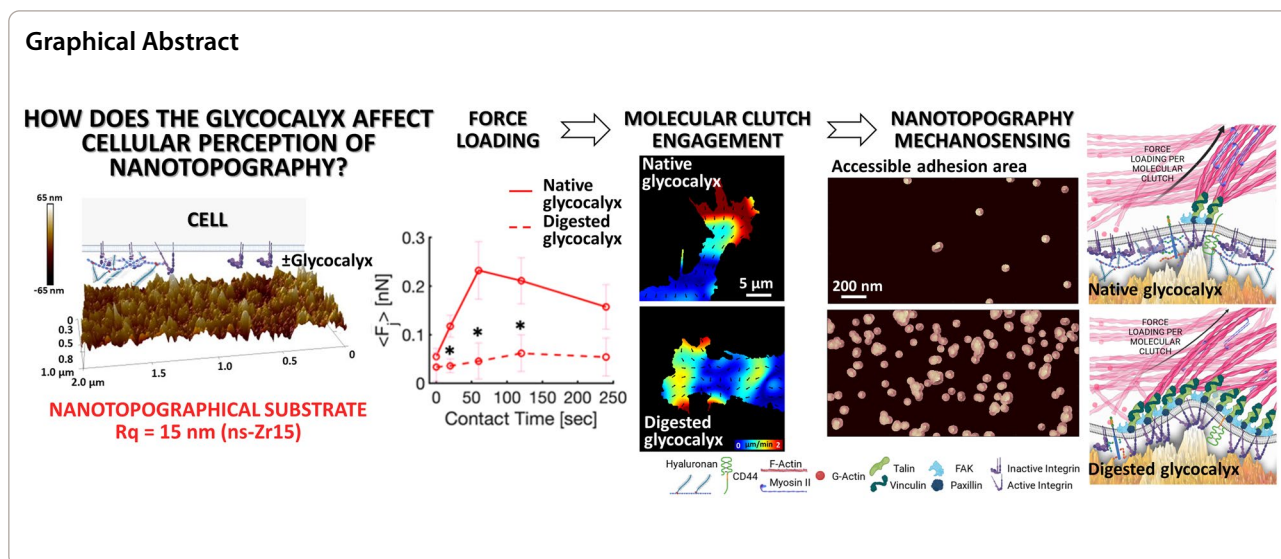 Graphical Abstract
HOW DOES THE GLYCOCALYX AFFECT
CELLULAR PERCEPTION OF
NANOTOPOGRAPHY?
65 nm
-65 nm
CELL
±Glycocalyx
0
0.3
0.5
0.8
1.0 µm
2.0 µm
1.5
1.0
0.5
0
NANOTOPOGRAPHICAL SUBSTRATE
Rq = 15 nm (ns-Zr15)
FORCE
LOADING
Native
glycocalyx
Digested
glycocalyx
<Fj> [nN]
0.3
0.2
0.1
0
* * *
0 50 100 150 200 250
Contact Time [sec]
MOLECULAR CLUTCH
ENGAGEMENT
Native
glycocalyx
5 µm
Digested
glycocalyx
0 µm/min 2
NANOTOPOGRAPHY
MECHANOSENSING
Accessible adhesion area
200 nm
FORCE
LOADING PER
MOLECULAR
CLUTCH
Native glycocalyx
FORCE
LOADING PER
MOLECULAR
CLUTCH
Digested glycocalyx
Hyaluronan
CD44
F-Actin
Myosin II
G-Actin
Talin
Vinculin
FAK
Paxillin
Inactive Integrin
Active Integrin